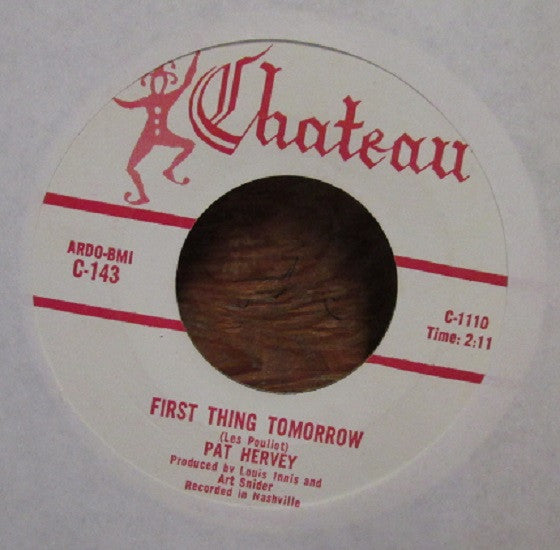 Chateau
ARDO-BMI
C-143
C-1110
Time: 2:11
FIRST THING TOMORROW
(Les Pouliot)
PAT HERVEY
Produced by Louis Innis and
Art Snider
Recorded in Nashville